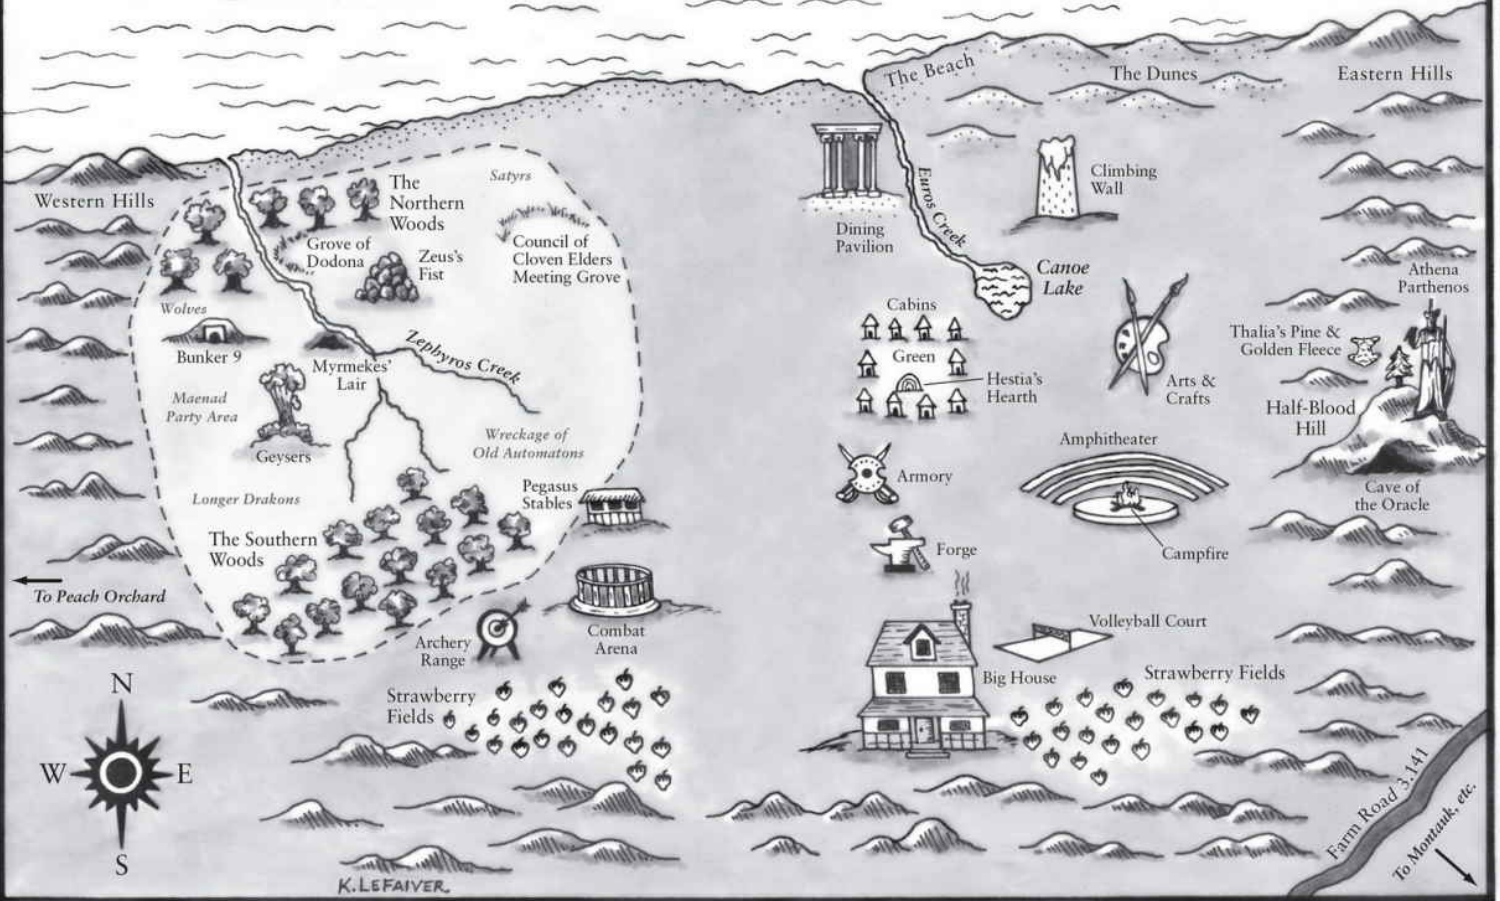 The Beach
The Dunes
Eastern Hills
Western Hills
The
Northern
Woods
Satyrs
Grove of
Dodona
Zeus's
Fist
Council of
Cloven Elders
Meeting Grove
Dining
Pavilion
Euros Creek
Climbing
Wall
Canoe
Lake
Athena
Parthenos
Wolves
Bunker 9
Myrmekes'
Lair
Zephyros Creek
Cabins
Green
Hestia's
Hearth
Arts &
Crafts
Thalia's Pine &
Golden Fleece
Half-Blood
Hill
Cave of
the Oracle
Maenad
Party Area
Geysers
Wreckage of
Old Automatons
Longer Drakons
Pegasus
Stables
Armory
Amphitheater
Campfire
The Southern
Woods
Forge
To Peach Orchard
Archery
Range
Combat
Arena
Volleyball Court
Big House
Strawberry Fields
Strawberry
Fields
N
W
E
S
Farm Road 3.141
To Montauk, etc.
K. LEFAIVER.